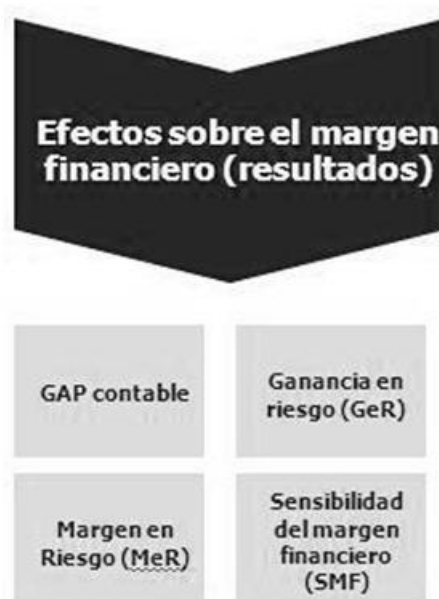 Efectos sobre el margen
financiero (resultados)
GAP contable
Ganancia en
riesgo (GeR)
Margen en
Riesgo (MeR)
Sensibilidad
del margen
financiero
(SMF)